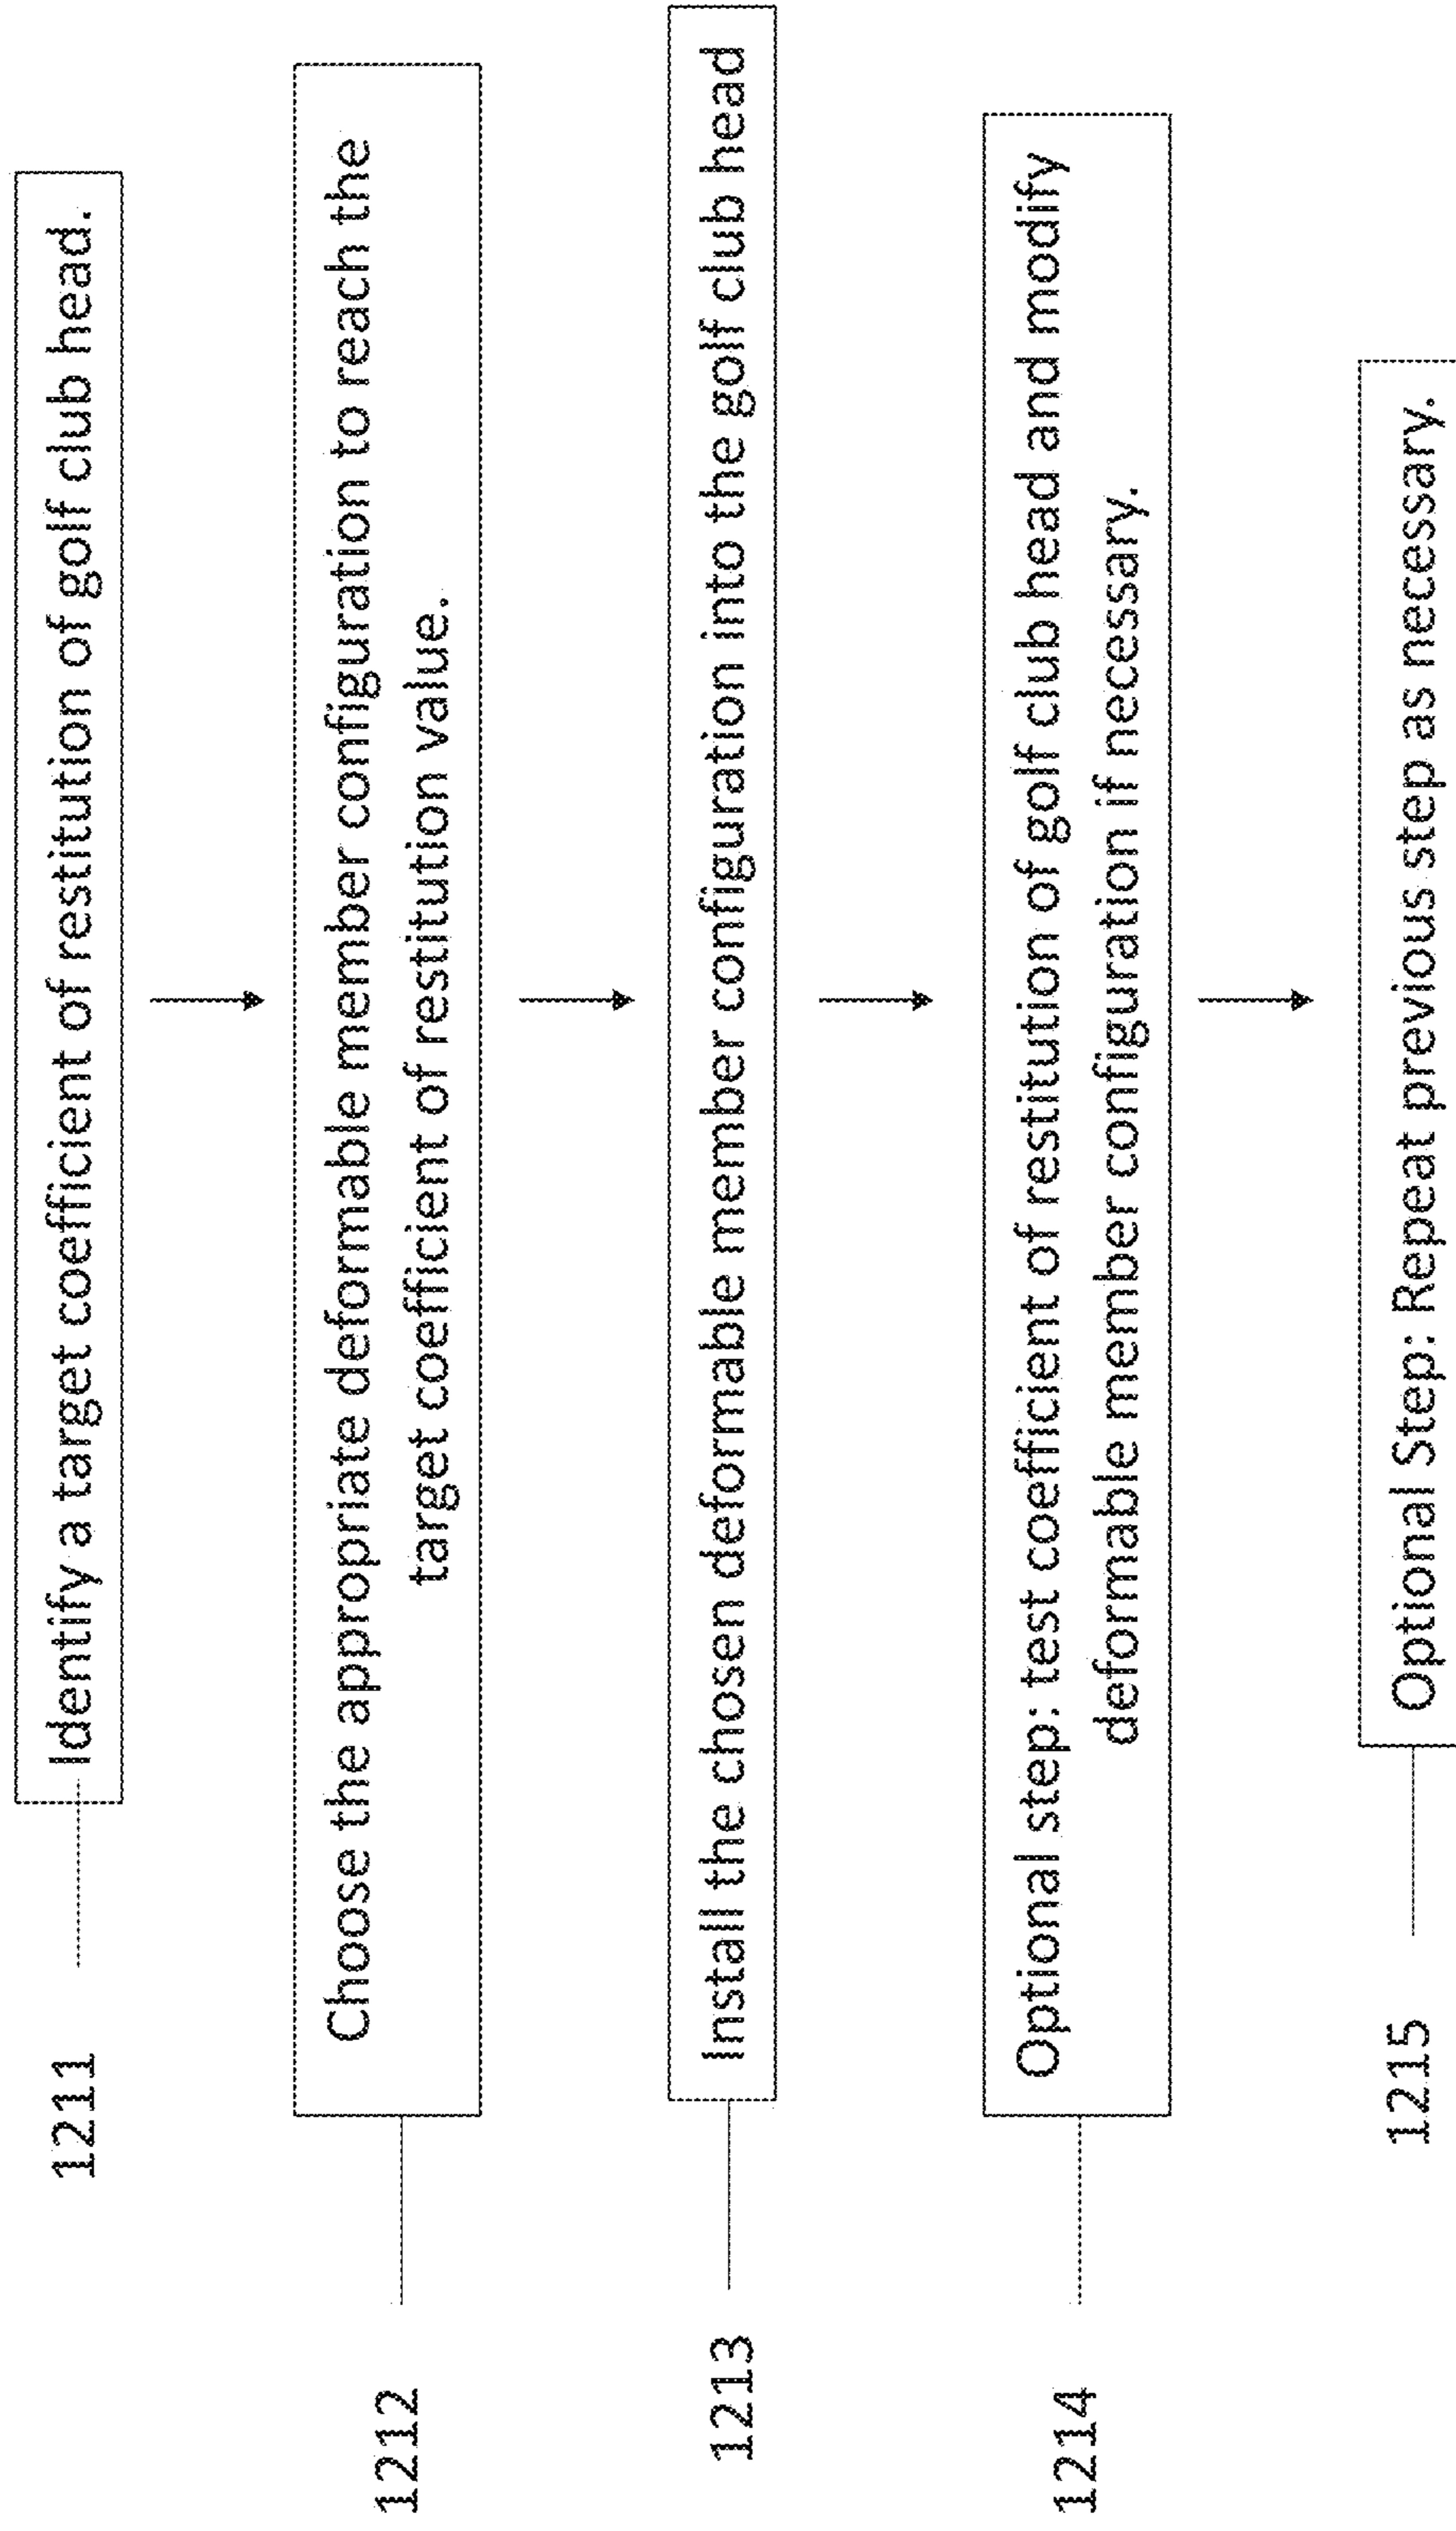 1211
Identify a target coefficient of restitution of golf club head.
1212
Choose the appropriate deformable member configuration to reach the
target coefficient of restitution value.
1213
Install the chosen deformable member configuration into the golf club head
1214
Optional step: test coefficient of restitution of golf club head and modify
deformable member configuration if necessary.
1215
Optional Step: Repeat previous step as necessary.